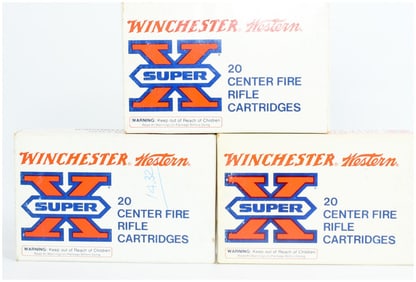 WINCHESTER Western
X
SUPER
20
CENTER FIRE
RIFLE
CARTRIDGES
WARNING: Keep out of Reach of Children
WINCHESTER Western
X
SUPER
20
CENTER FIRE
RIFLE
CARTRIDGES
WARNING: Keep out of Reach of Children
WINCHESTER Western
X
SUPER
20
CENTER FIRE
RIFLE
CARTRIDGES
WARNING: Keep out of Reach of Children